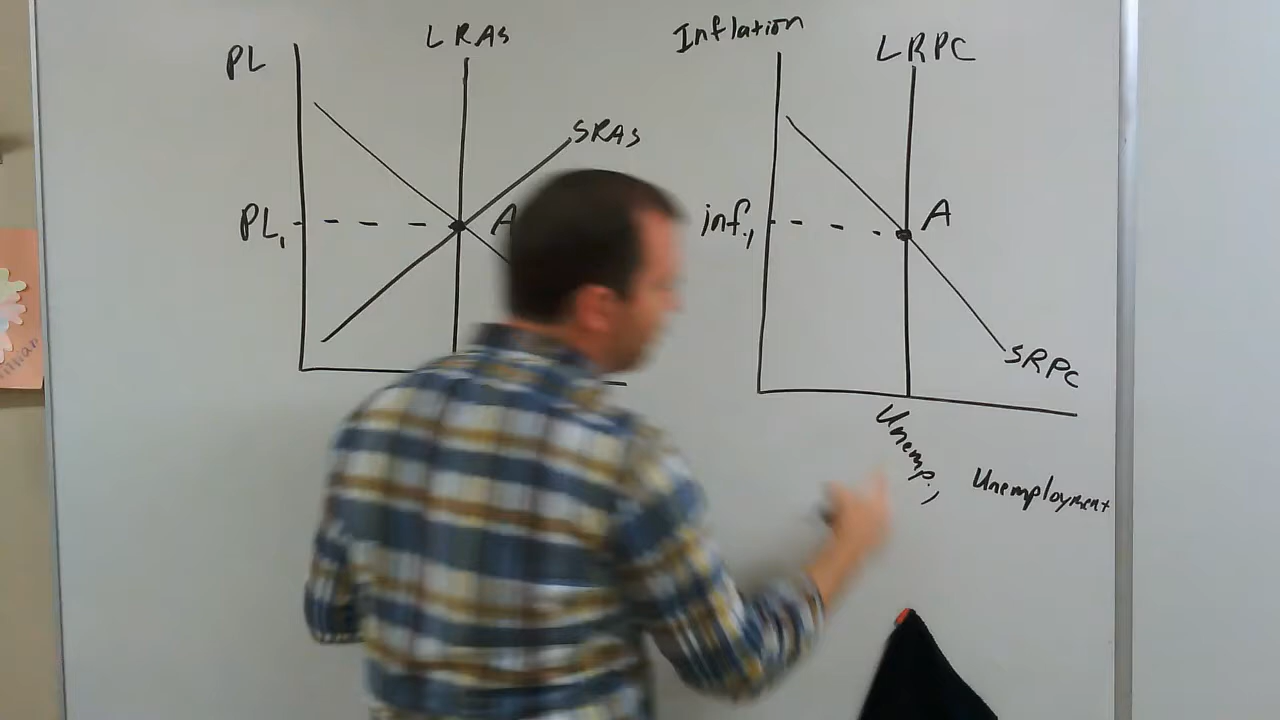 PL
LRAS
SRAS
PL1
A
Inflation
LRPC
inf.1
A
SRPC
Unemp.1
Unemployment